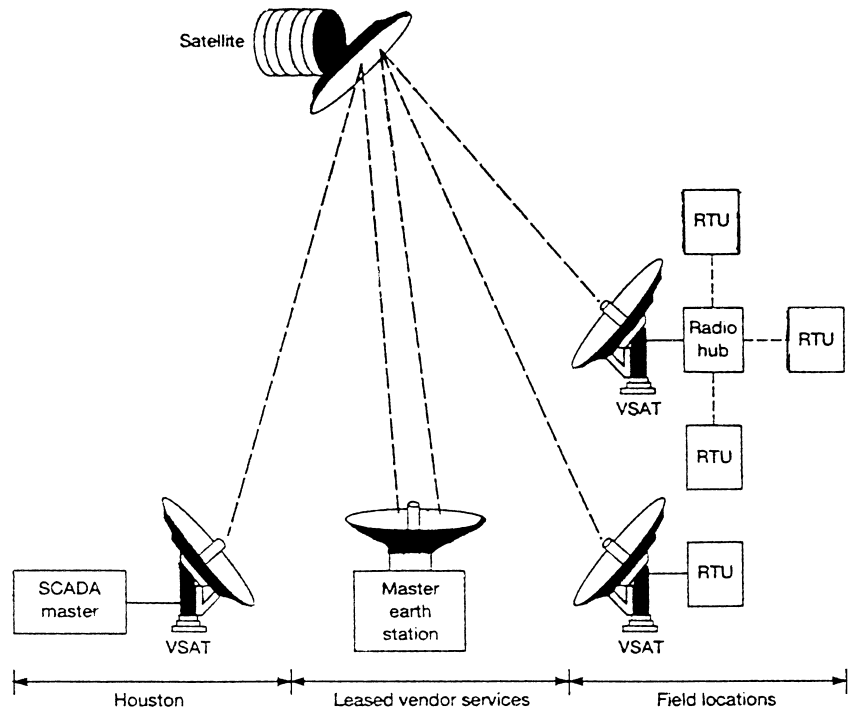 Satellite
RTU
Radio
hub
RTU
VSAT
RTU
SCADA
master
VSAT
Master
earth
station
RTU
VSAT
Houston
Leased vendor services
Field locations